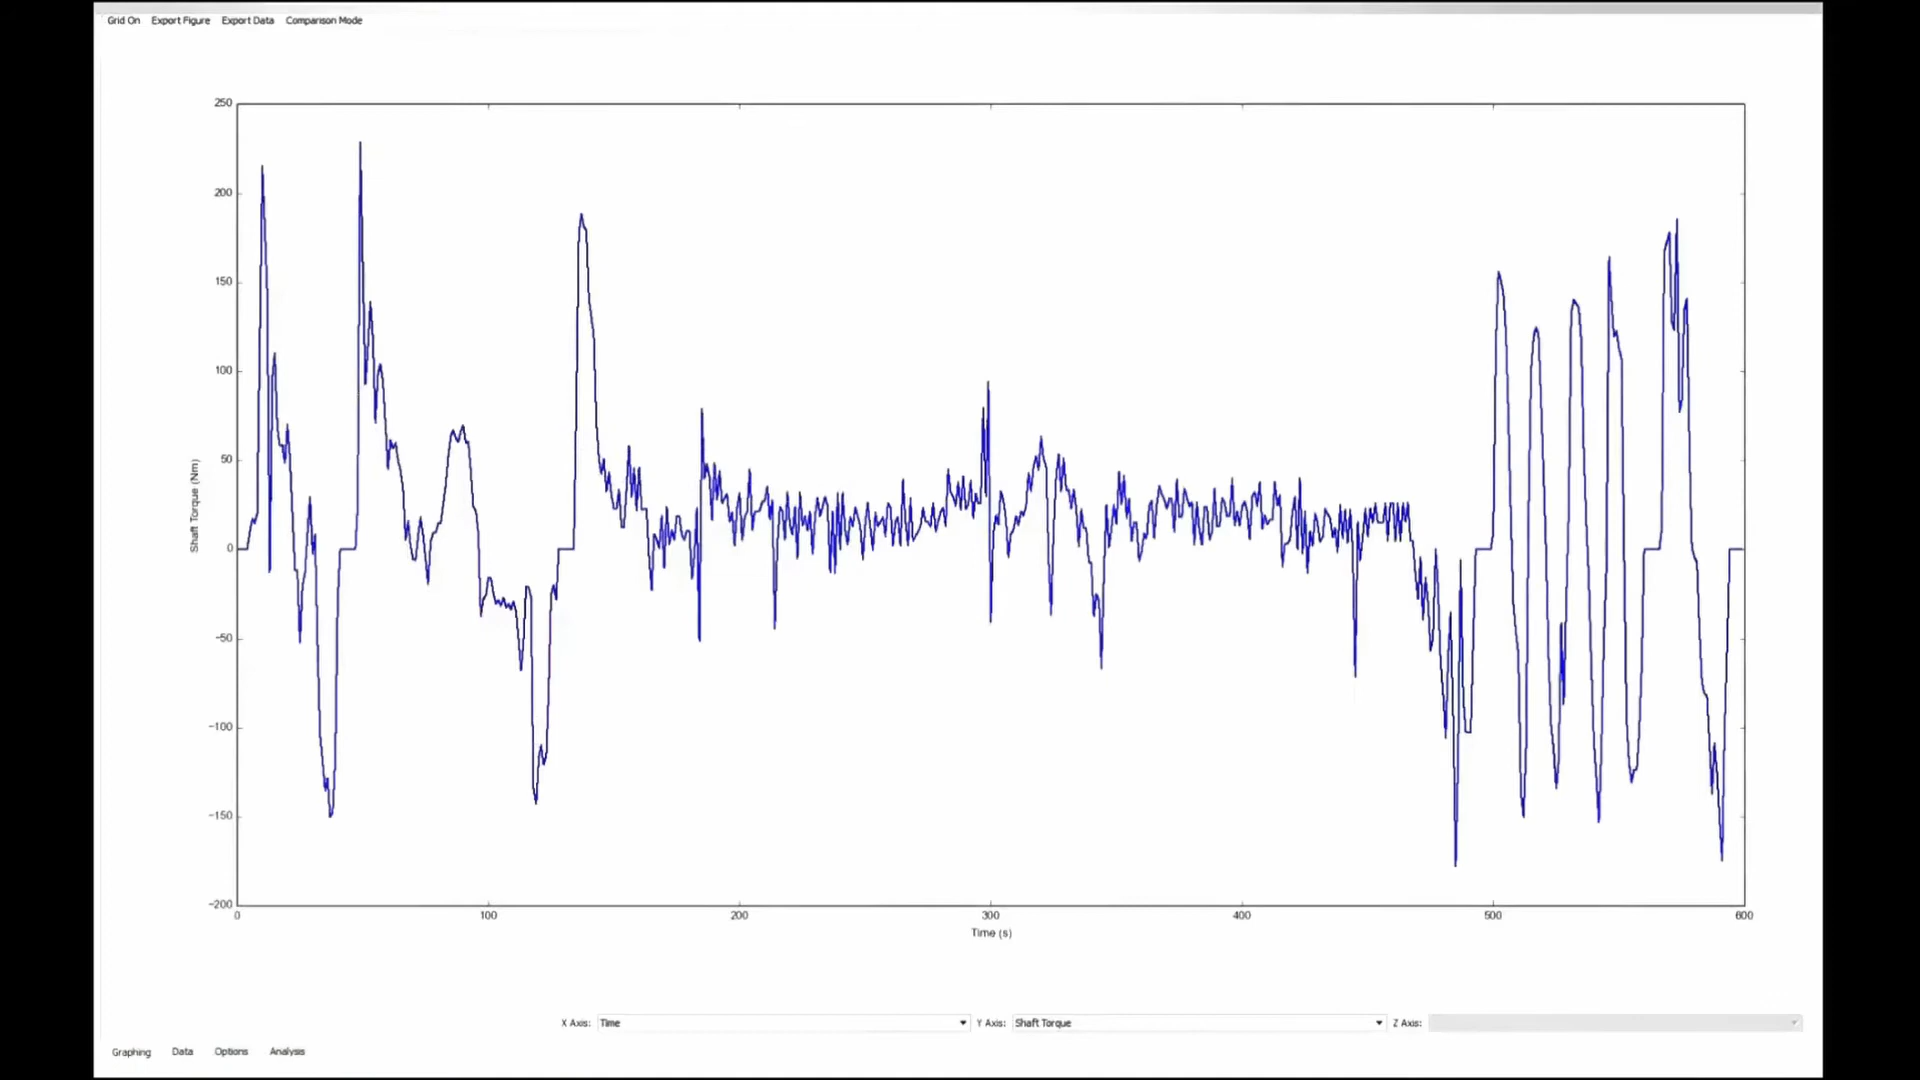 Grid On Export Figure Export Data Comparison Mode
250
200
150
100
50
0
−50
−100
−150
−200
Shaft Torque (Nm)
0 100 200 300 400 500 600
Time (s)
X Axis: Time Y Axis: Shaft Torque Z Axis:
Graphing Data Options Analysis